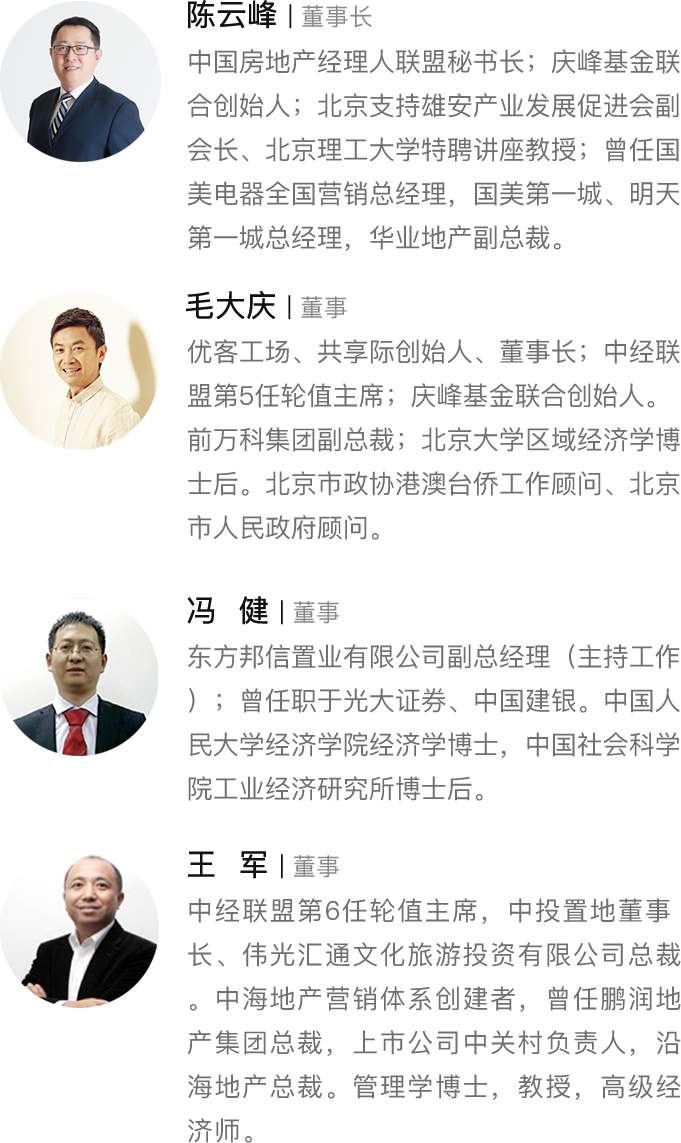 陈云峰 | 董事长
中国房地产经理人联盟秘书长；庆峰基金联
合创始人；北京支持雄安产业发展促进会副
会长、北京理工大学特聘讲座教授；曾任国
美电器全国营销总经理，国美第一城、明天
第一城总经理，华业地产副总裁。
毛大庆 | 董事
优客工场、共享际创始人、董事长；中经联
盟第5任轮值主席；庆峰基金联合创始人。
前万科集团副总裁；北京大学区域经济学博
士后。北京市政协港澳台侨工作顾问、北京
市人民政府顾问。
冯 健 | 董事
东方邦信置业有限公司副总经理（主持工作
）；曾任职于光大证券、中国建银。中国人
民大学经济学院经济学博士，中国社会科学
院工业经济研究所博士后。
王 军 | 董事
中经联盟第6任轮值主席，中投置地董事
长、伟光汇通文化旅游投资有限公司总裁
。中海地产营销体系创建者，曾任鹏润地
产集团总裁，上市公司中关村负责人，沿
海地产总裁。管理学博士，教授，高级经
济师。